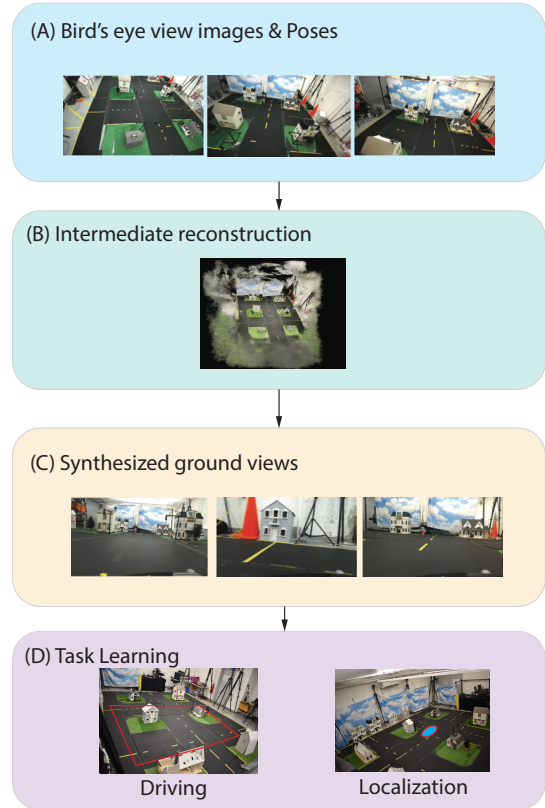 (A) Bird's eye view images & Poses
(B) Intermediate reconstruction
(C) Synthesized ground views
(D) Task Learning
Driving
Localization